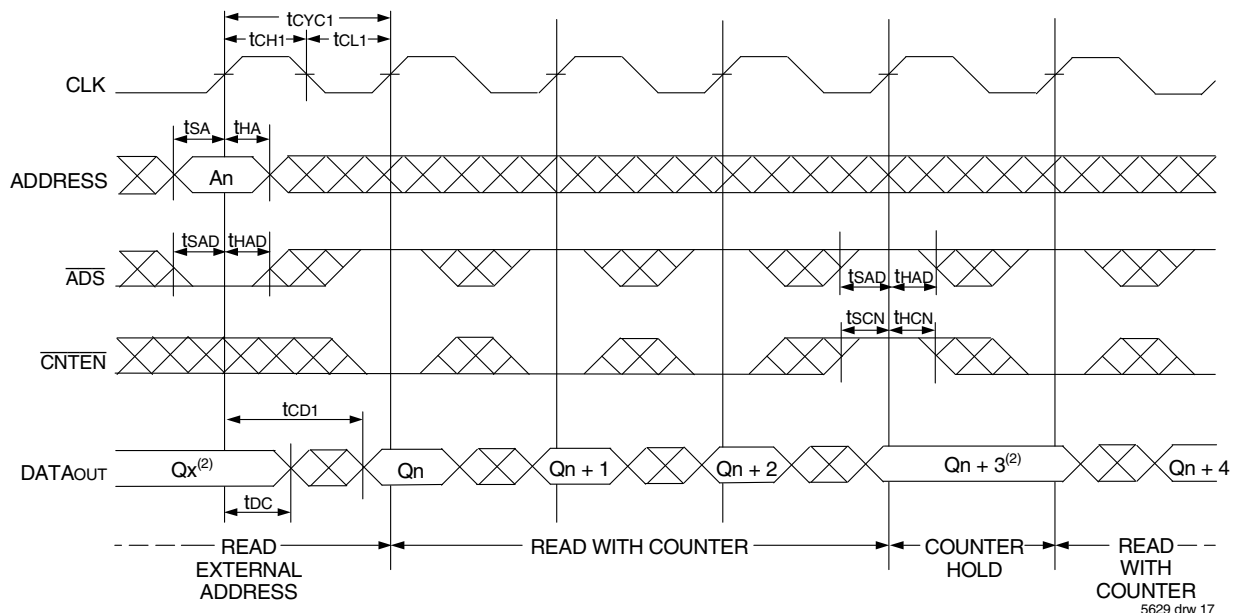 tCYC1
tCH1 tCL1
CLK
tSA tHA
ADDRESS An
tSAD tHAD
ADS
tSAD tHAD
tSCN tHCN
CNTEN
tCD1
DATAOUT Qx(2) Qn Qn + 1 Qn + 2 Qn + 3(2) Qn + 4
tDC
READ EXTERNAL ADDRESS
READ WITH COUNTER
COUNTER HOLD
READ WITH COUNTER
5629 drw 17